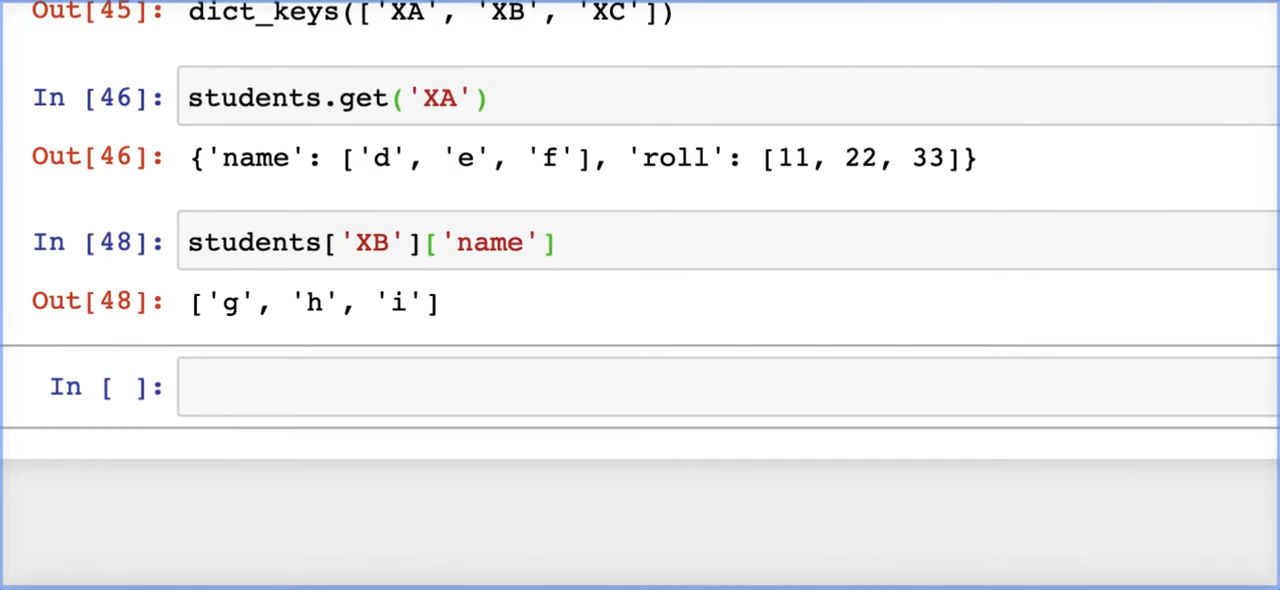 Out[45]: dict_keys(['XA', 'XB', 'XC'])
In [46]: students.get('XA')
Out[46]: {'name': ['d', 'e', 'f'], 'roll': [11, 22, 33]}
In [48]: students['XB']['name']
Out[48]: ['g', 'h', 'i']
In [ ]: